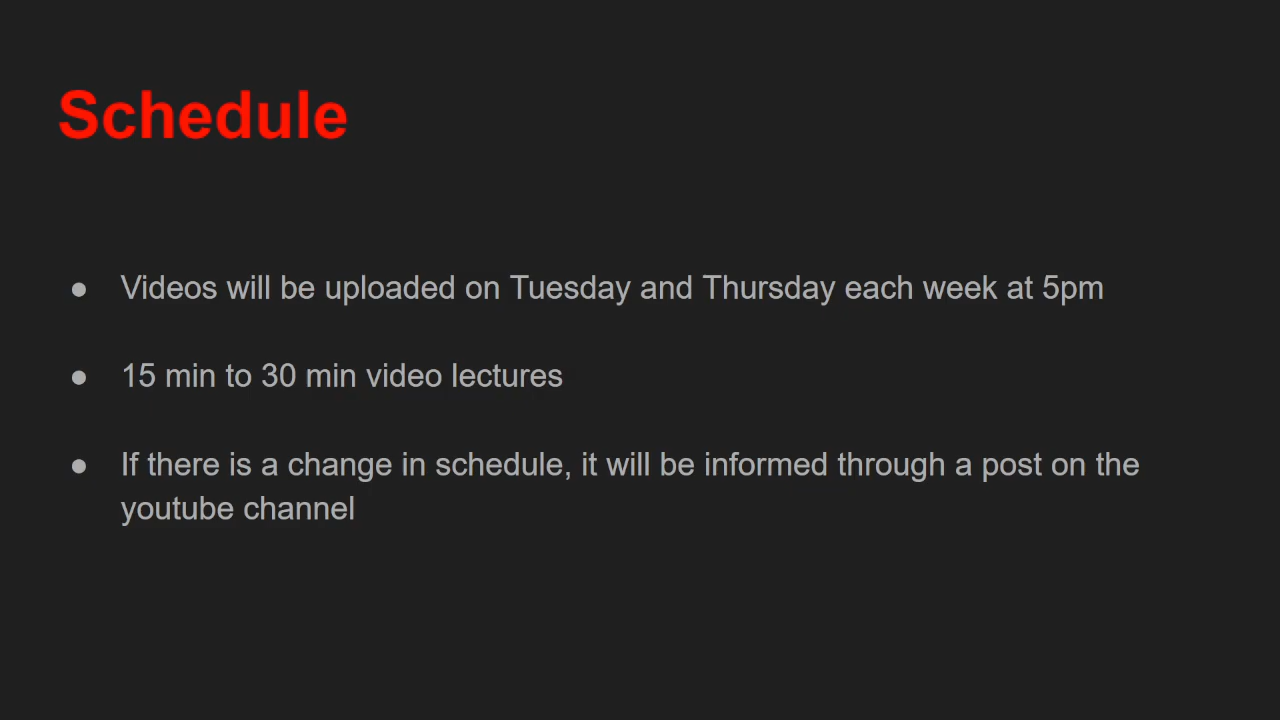 Schedule
● Videos will be uploaded on Tuesday and Thursday each week at 5pm
● 15 min to 30 min video lectures
● If there is a change in schedule, it will be informed through a post on the
youtube channel